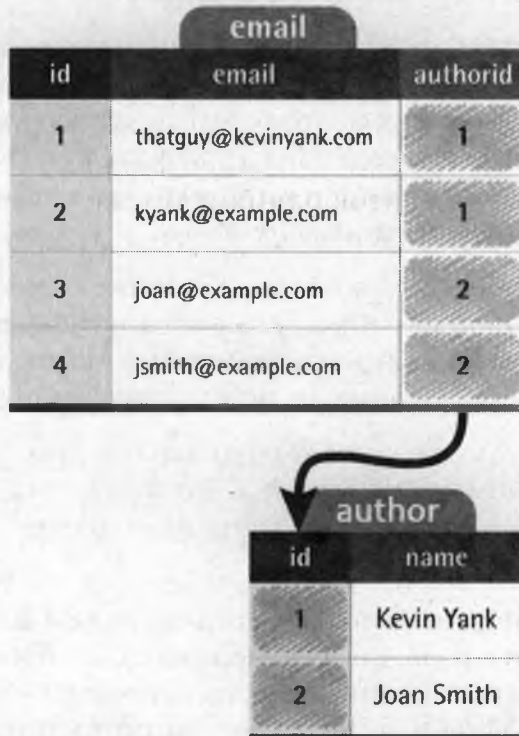 email
id email authorid
1 thatguy@kevinyank.com 1
2 kyank@example.com 1
3 joan@example.com 2
4 jsmith@example.com 2
author
id name
1 Kevin Yank
2 Joan Smith